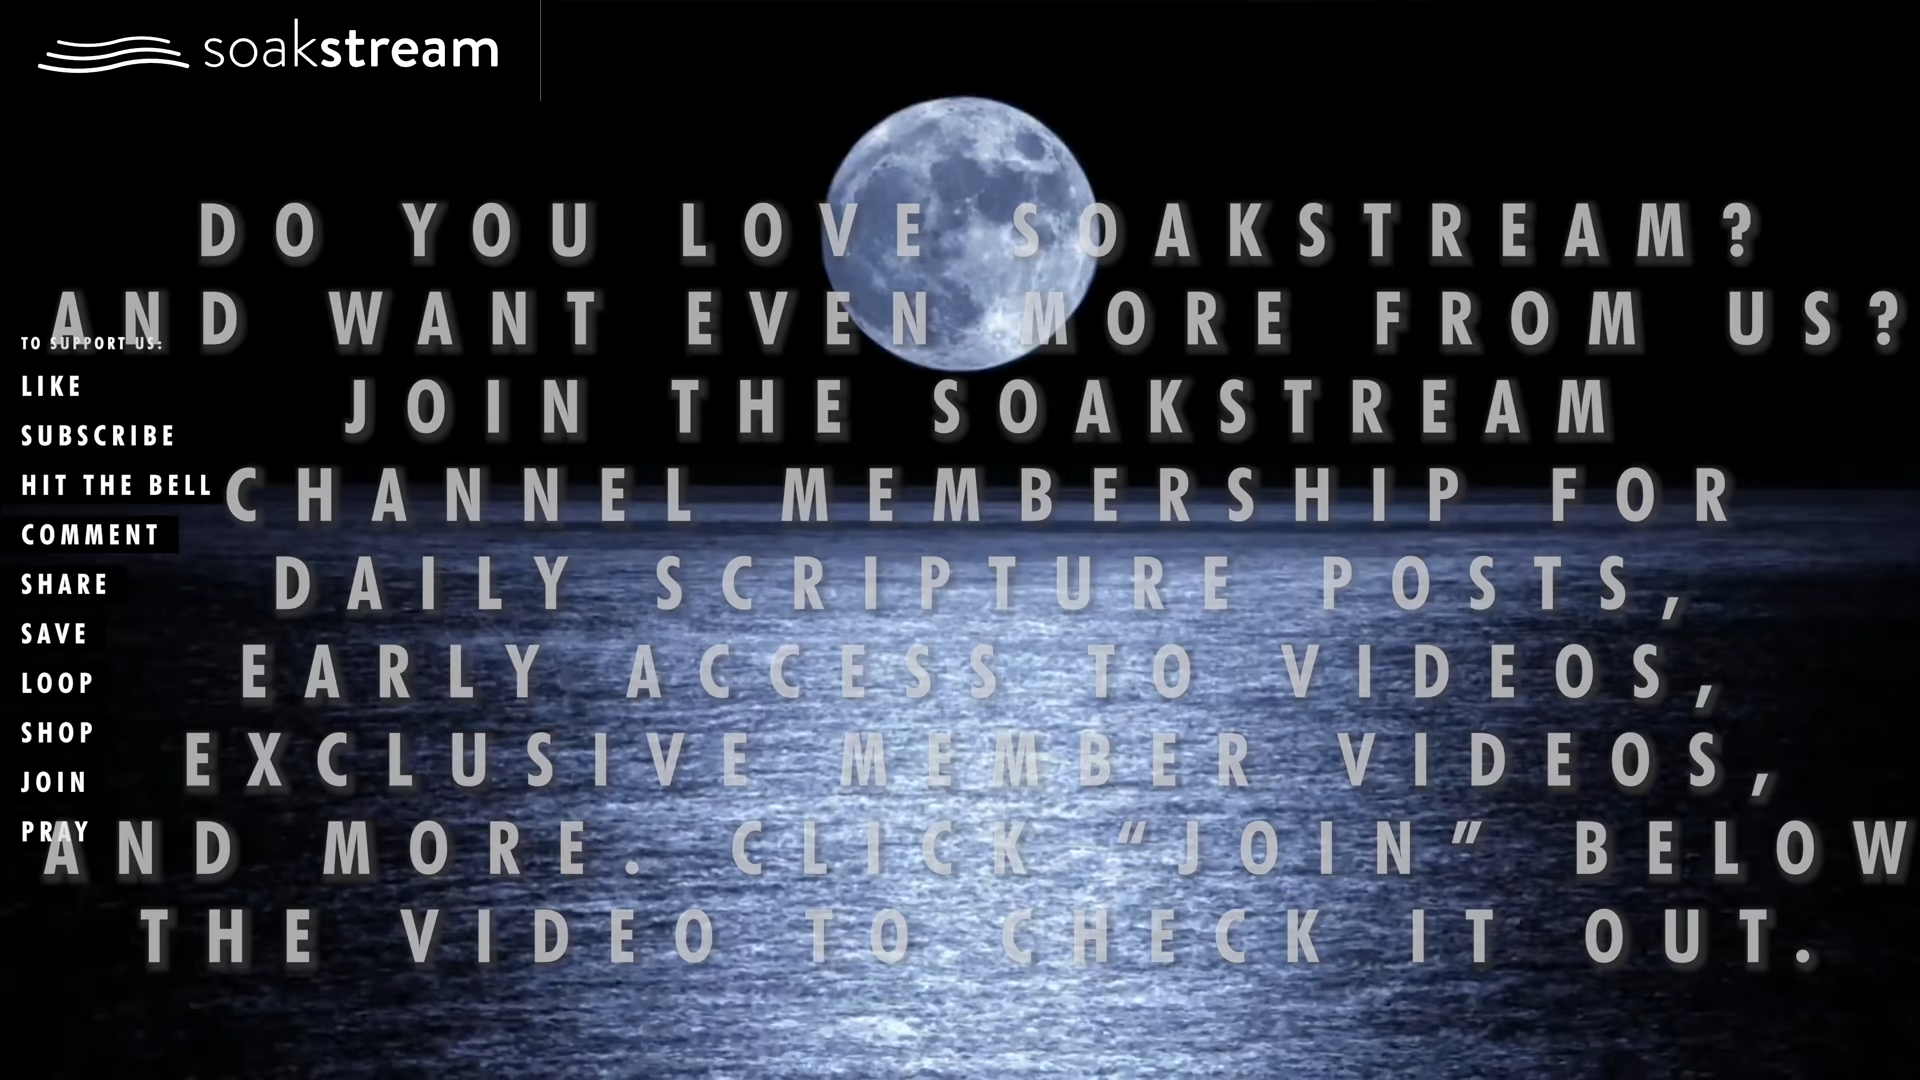 soakstream
DO YOU LOVE SOAKSTREAM?
AND WANT EVEN MORE FROM US?
JOIN THE SOAKSTREAM
CHANNEL MEMBERSHIP FOR
DAILY SCRIPTURE POSTS,
EARLY ACCESS TO VIDEOS,
EXCLUSIVE MEMBER VIDEOS,
AND MORE. CLICK “JOIN” BELOW
THE VIDEO TO CHECK IT OUT.
TO SUPPORT US:
LIKE
SUBSCRIBE
HIT THE BELL
COMMENT
SHARE
SAVE
LOOP
SHOP
JOIN
PRAY